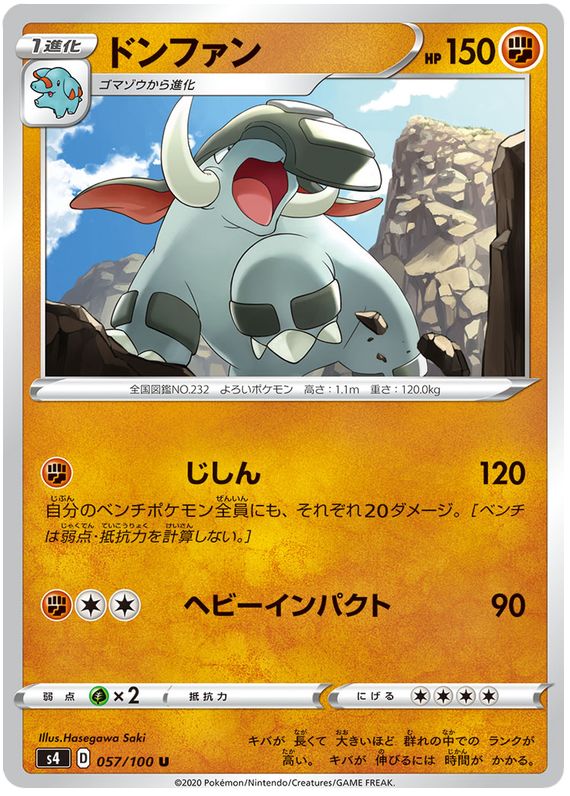 1進化
ドンファン
HP 150
ゴマゾウから進化
全国図鑑NO.232 よろいポケモン 高さ：1.1m 重さ：120.0kg
じしん 120
自分のベンチポケモン全員にも、それぞれ20ダメージ。［ベンチ
は弱点・抵抗力を計算しない。］
ヘビーインパクト 90
弱点 ×2 抵抗力 にげる
Illus.Hasegawa Saki
s4 D 057/100 U
キバが 長くて 大きいほど 群れの中での ランクが
高い。 キバが 伸びるには 時間が かかる。
©2020 Pokémon/Nintendo/Creatures/GAME FREAK.